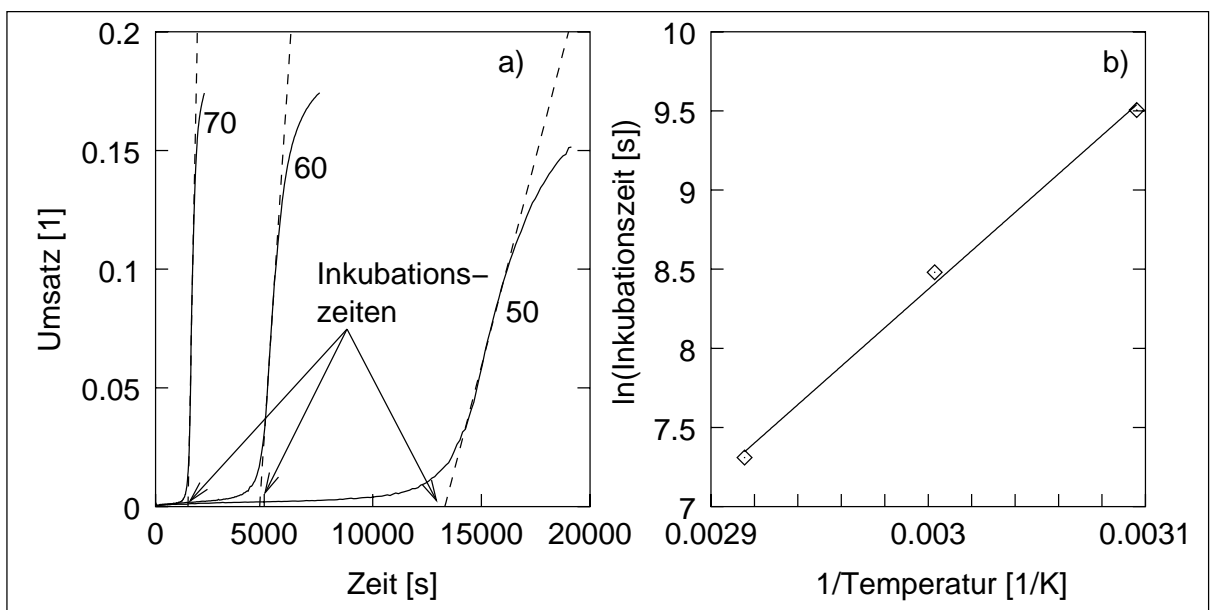 a)
0.2
0.15
0.1
0.05
0
Umsatz [1]
70
60
50
Inkubations–
zeiten
0 5000 10000 15000 20000
Zeit [s]
b)
10
9.5
9
8.5
8
7.5
7
ln(Inkubationszeit [s])
0.0029 0.003 0.0031
1/Temperatur [1/K]